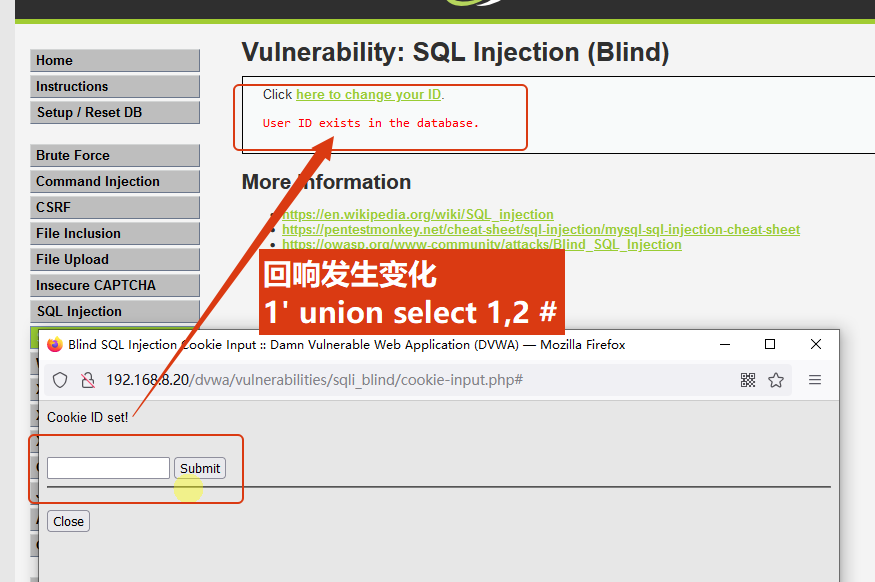 Vulnerability: SQL Injection (Blind)
Home
Instructions
Setup / Reset DB
Brute Force
Command Injection
CSRF
File Inclusion
File Upload
Insecure CAPTCHA
SQL Injection
Click here to change your ID.
User ID exists in the database.
More Information
https://en.wikipedia.org/wiki/SQL_injection
https://pentestmonkey.net/cheat-sheet/sql-injection/mysql-sql-injection-cheat-sheet
https://owasp.org/www-community/attacks/Blind_SQL_Injection
回响发生变化
1' union select 1,2 #
Blind SQL Injection Cookie Input :: Damn Vulnerable Web Application (DVWA) — Mozilla Firefox
192.168.8.20/dvwa/vulnerabilities/sqli_blind/cookie-input.php#
Cookie ID set!
Submit
Close